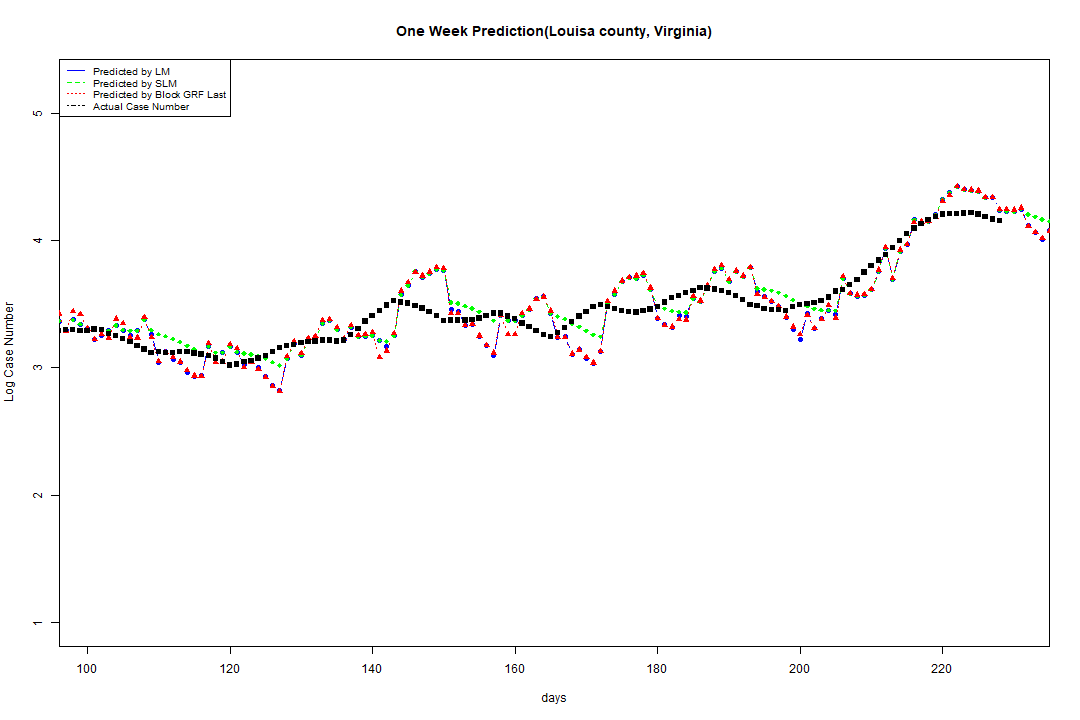 One Week Prediction(Louisa county, Virginia)
Predicted by LM
Predicted by SLM
Predicted by Block GRF Last
Actual Case Number
5
4
3
2
1
Log Case Number
100 120 140 160 180 200 220
days